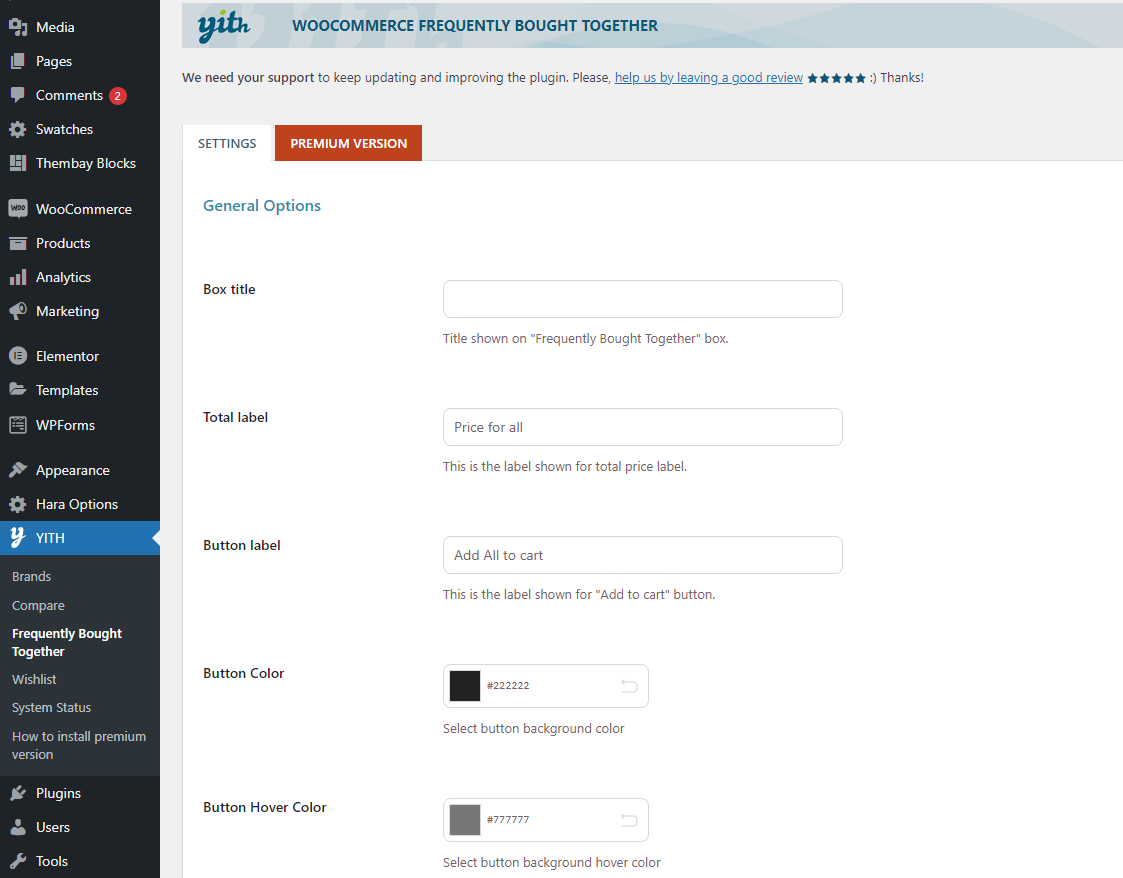 Media
Pages
Comments 2
Swatches
Thembay Blocks
WOO WooCommerce
Products
Analytics
Marketing
Elementor
Templates
WPForms
Appearance
Hara Options
YITH
Brands
Compare
Frequently Bought
Together
Wishlist
System Status
How to install premium
version
Plugins
Users
Tools
yith WOOCOMMERCE FREQUENTLY BOUGHT TOGETHER
We need your support to keep updating and improving the plugin. Please, help us by leaving a good review ★★★★★ :) Thanks!
SETTINGS PREMIUM VERSION
General Options
Box title
Title shown on "Frequently Bought Together" box.
Total label Price for all
This is the label shown for total price label.
Button label Add All to cart
This is the label shown for "Add to cart" button.
Button Color #222222
Select button background color
Button Hover Color #777777
Select button background hover color